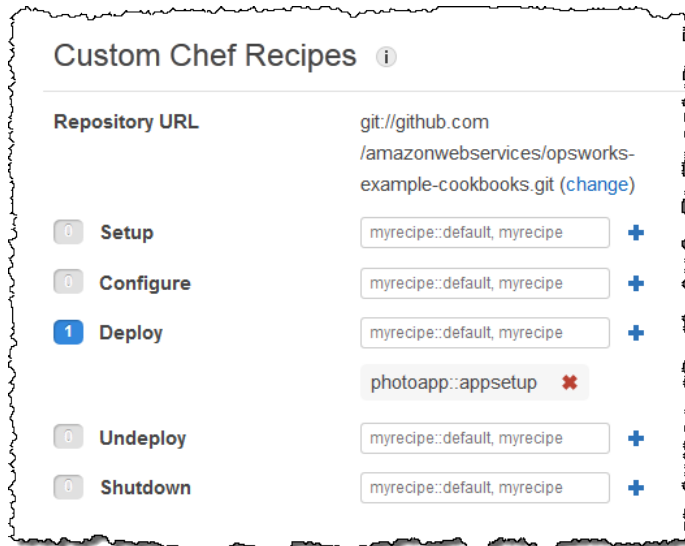 Custom Chef Recipes i
Repository URL
git://github.com
/amazonwebservices/opsworks-
example-cookbooks.git (change)
0 Setup myrecipe::default, myrecipe
0 Configure myrecipe::default, myrecipe
1 Deploy myrecipe::default, myrecipe
photoapp::appsetup
0 Undeploy myrecipe::default, myrecipe
0 Shutdown myrecipe::default, myrecipe